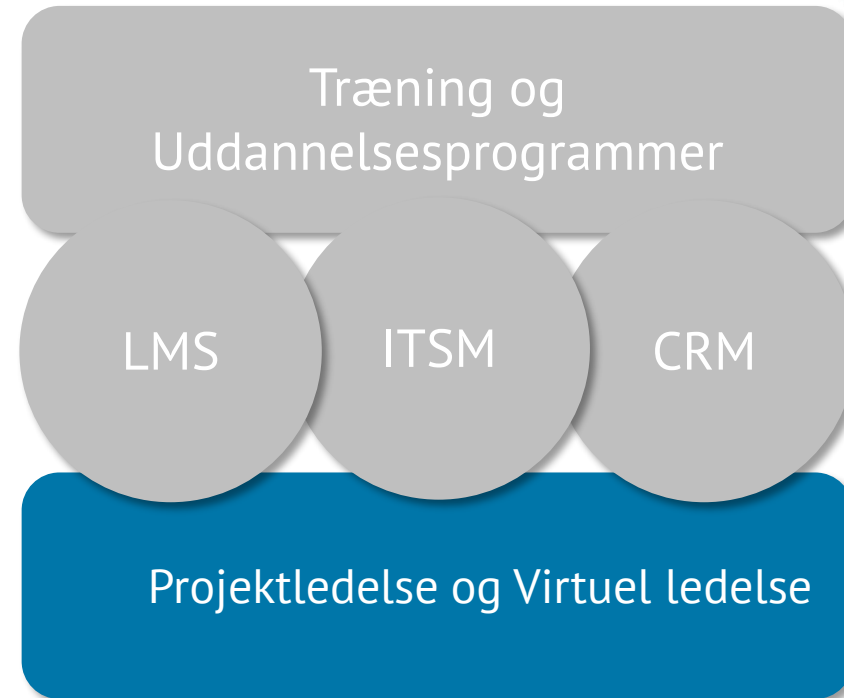 Træning og
Uddannelsesprogrammer
LMS
ITSM
CRM
Projektledelse og Virtuel ledelse